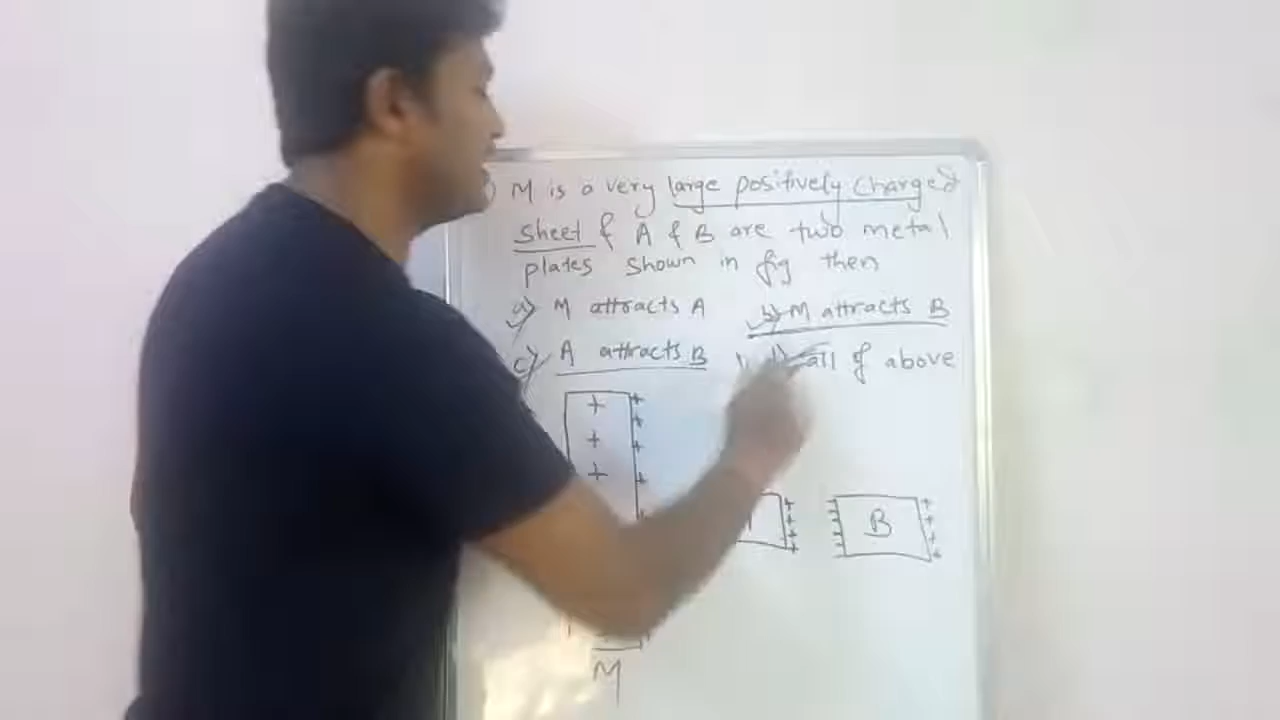 ) M is a very large positively charged
sheet & A & B are two metal
plates shown in fig then
a) M attracts A b) M attracts B
c) A attracts B d) all of above
+ +
+
+ +
+ +
+
+ B +
+ +
+ +
+ +
M